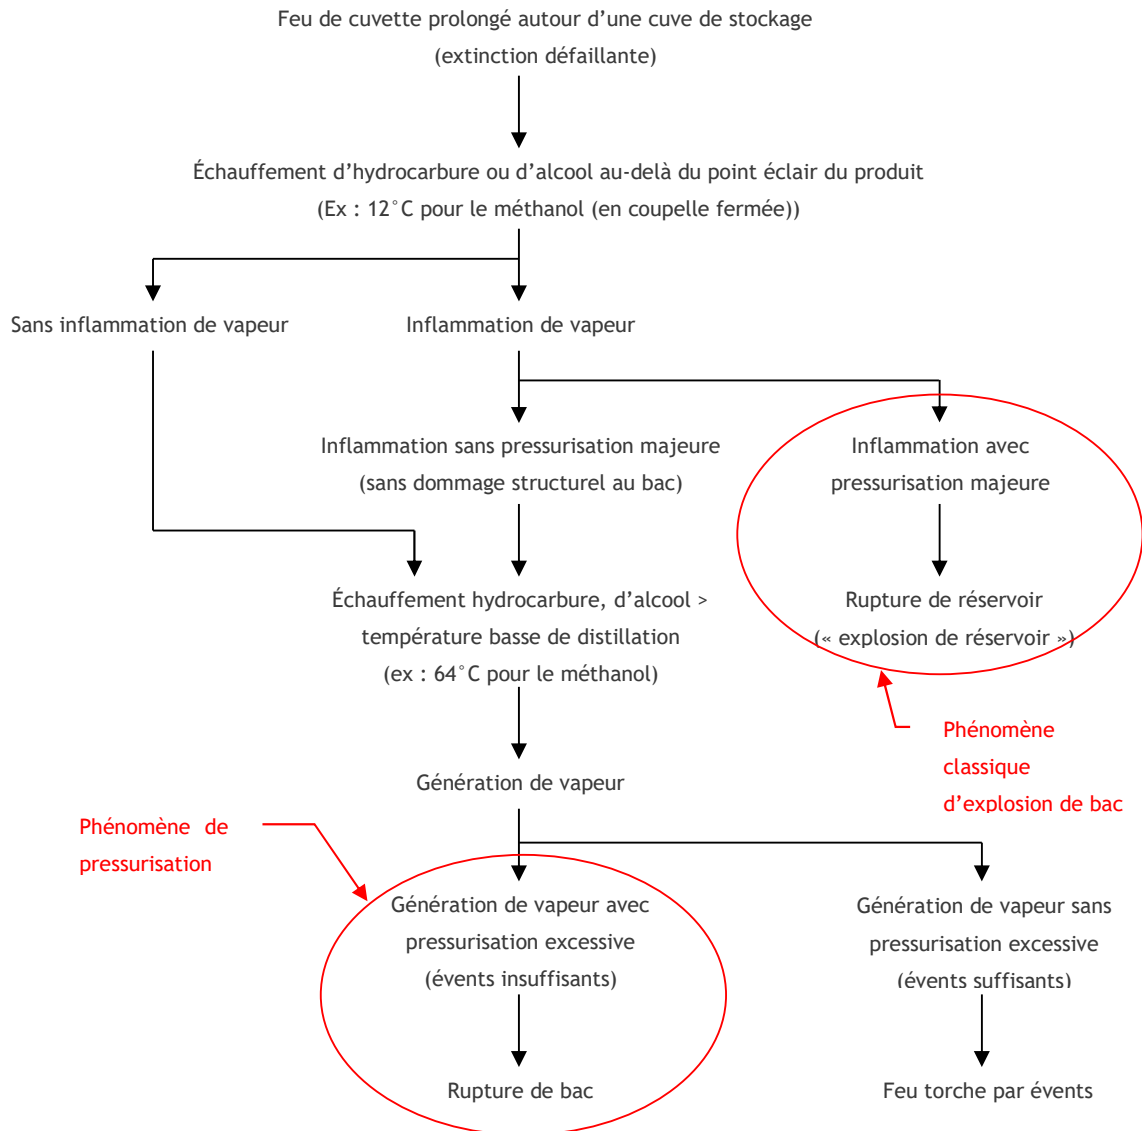 Feu de cuvette prolongé autour d’une cuve de stockage
(extinction défaillante)
Échauffement d’hydrocarbure ou d’alcool au-delà du point éclair du produit
(Ex : 12°C pour le méthanol (en coupelle fermée))
Sans inflammation de vapeur
Inflammation de vapeur
Inflammation sans pressurisation majeure
(sans dommage structurel au bac)
Inflammation avec
pressurisation majeure
Échauffement hydrocarbure, d’alcool >
température basse de distillation
(ex : 64°C pour le méthanol)
Rupture de réservoir
(« explosion de réservoir »)
Phénomène
classique
d’explosion de bac
Génération de vapeur
Phénomène de
pressurisation
Génération de vapeur avec
pressurisation excessive
(évents insuffisants)
Génération de vapeur sans
pressurisation excessive
(évents suffisants)
Rupture de bac
Feu torche par évents